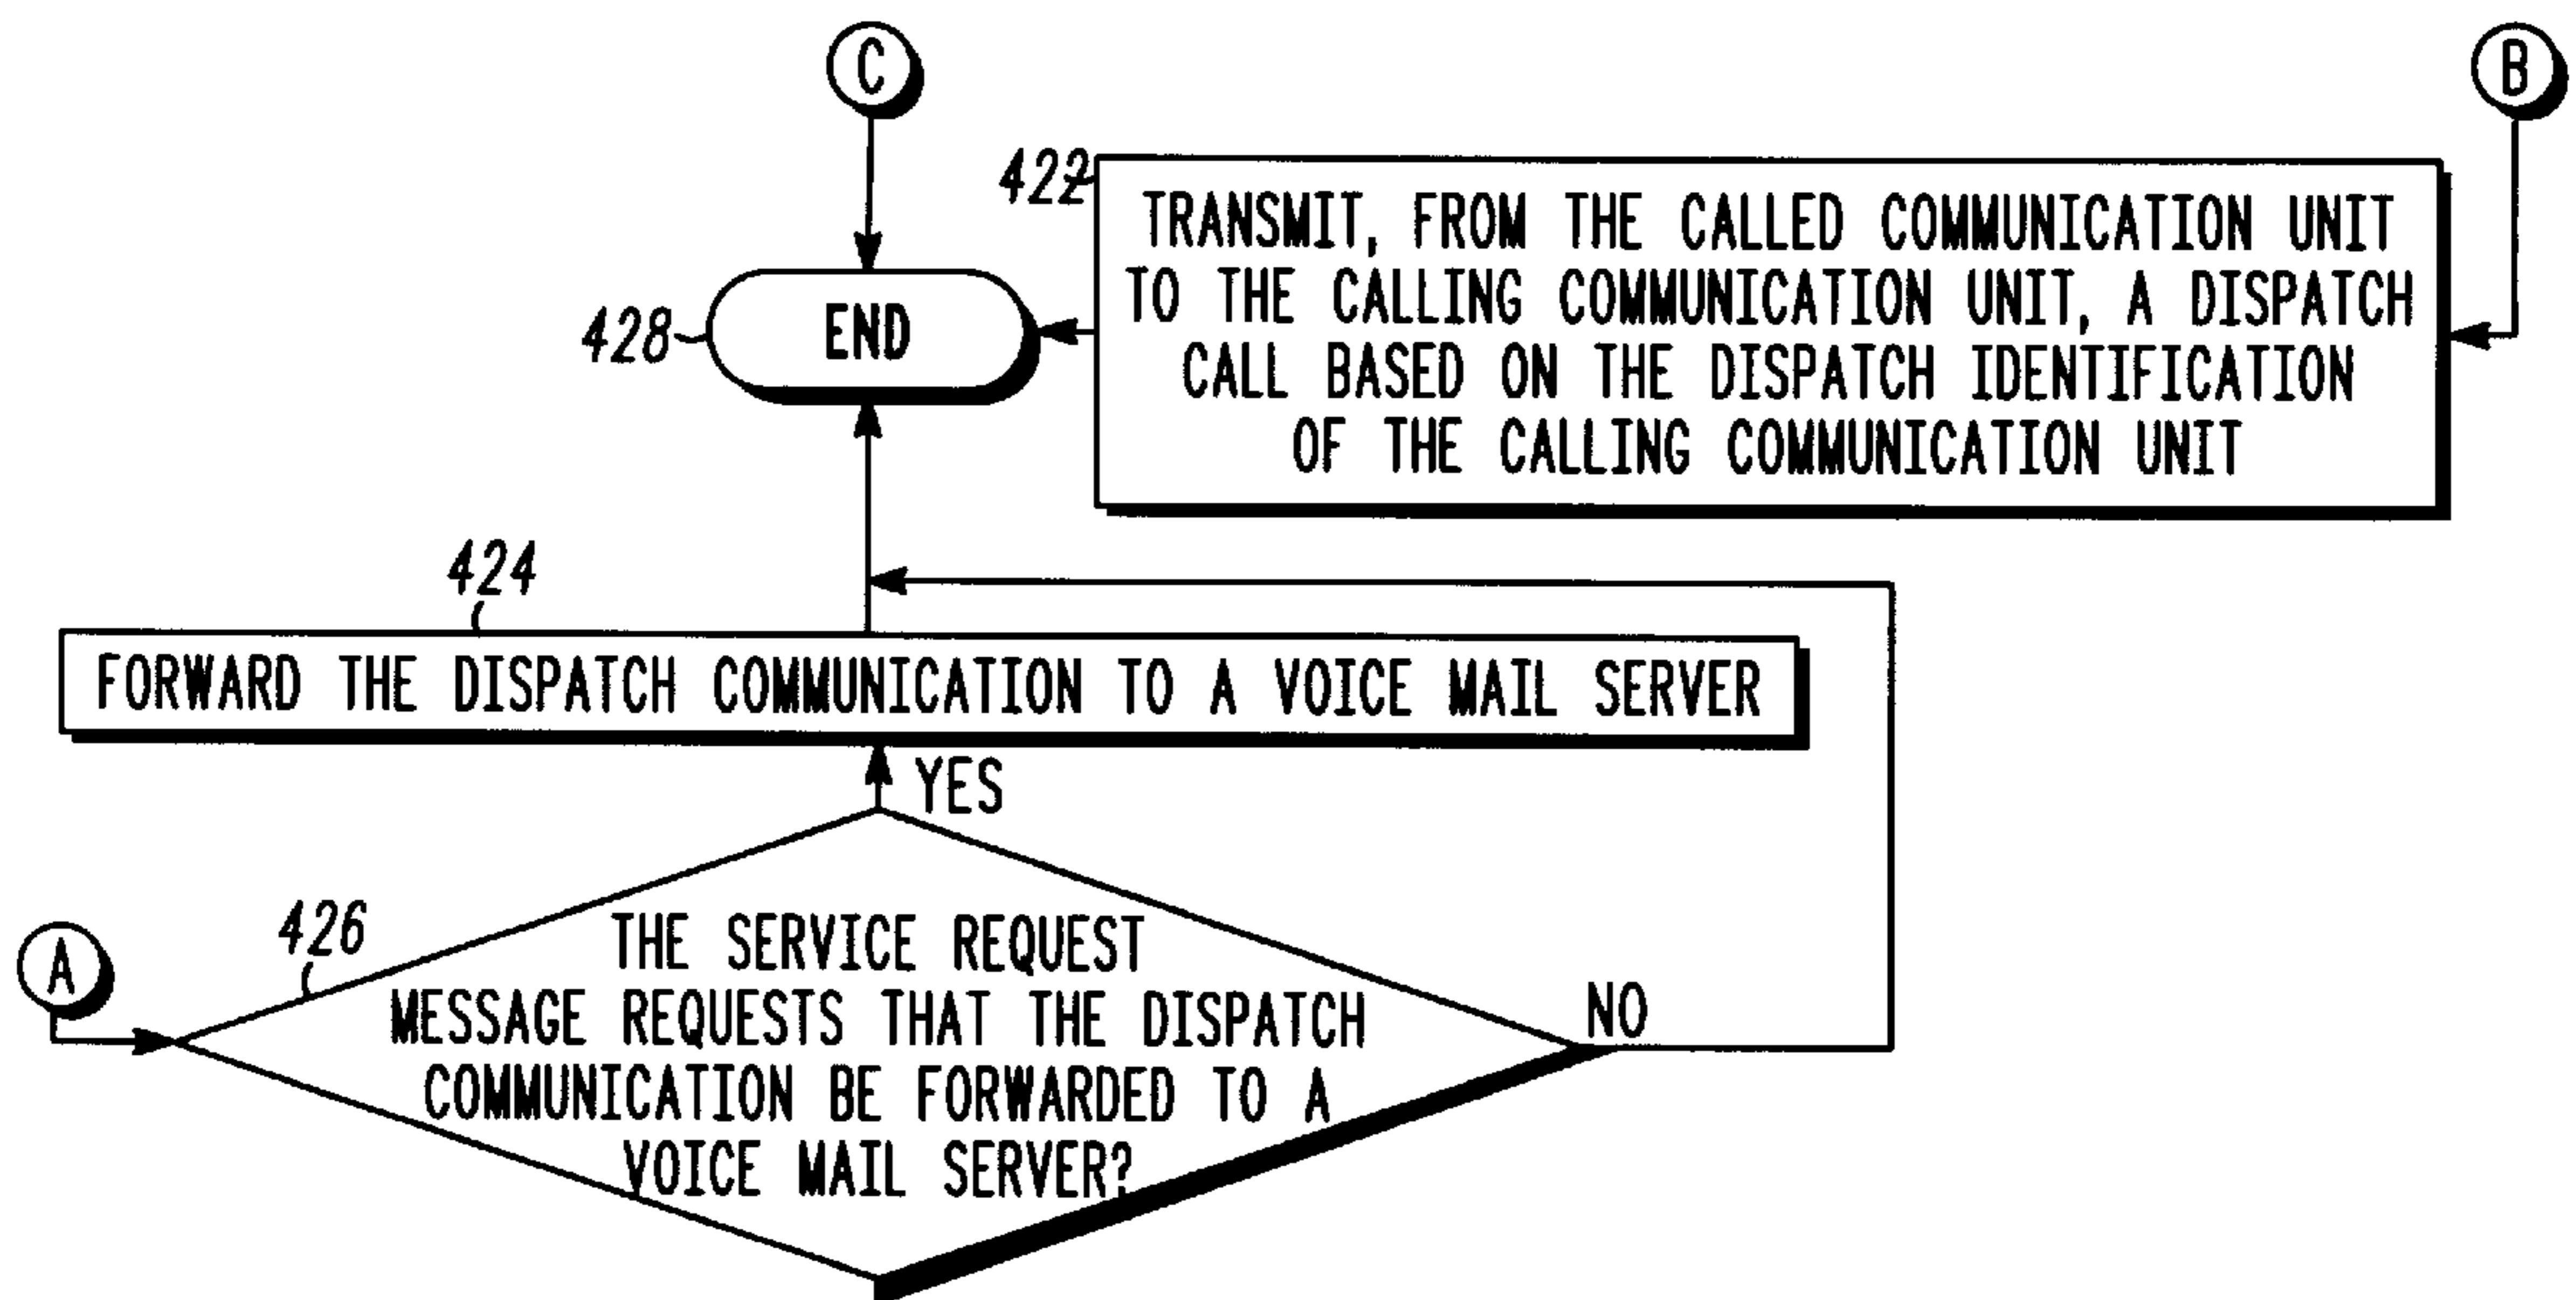 C
B
422
TRANSMIT, FROM THE CALLED COMMUNICATION UNIT
TO THE CALLING COMMUNICATION UNIT, A DISPATCH
CALL BASED ON THE DISPATCH IDENTIFICATION
OF THE CALLING COMMUNICATION UNIT
428
END
424
FORWARD THE DISPATCH COMMUNICATION TO A VOICE MAIL SERVER
YES
A
426
THE SERVICE REQUEST
MESSAGE REQUESTS THAT THE DISPATCH
COMMUNICATION BE FORWARDED TO A
VOICE MAIL SERVER?
NO